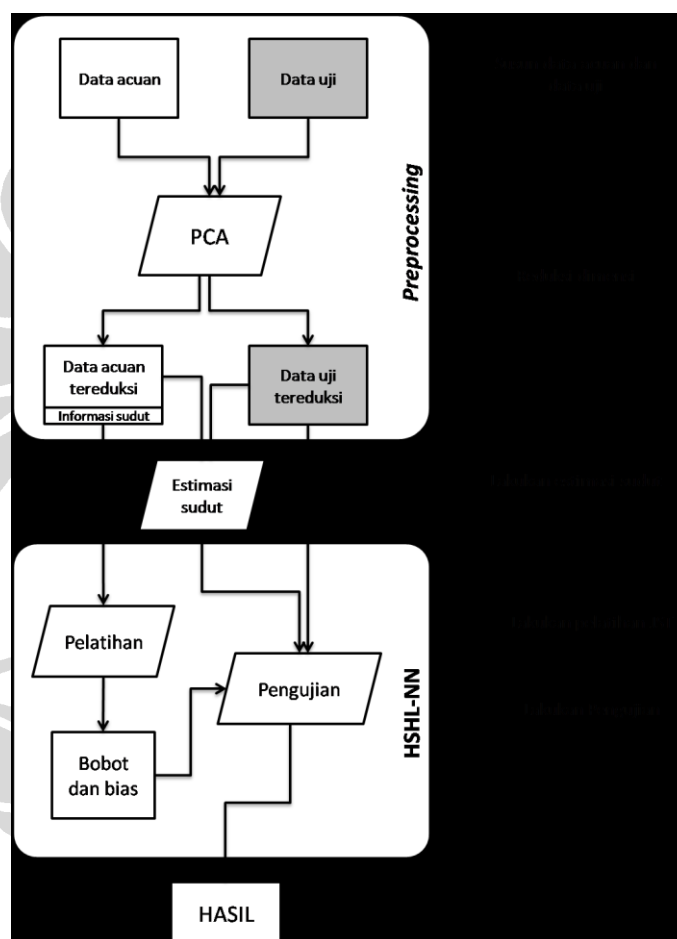 Data acuan
Data uji
PCA
Preprocessing
Data acuan
tereduksi
Informasi sudut
Data uji
tereduksi
Estimasi
sudut
Pelatihan
Pengujian
HSHL-NN
Bobot
dan bias
HASIL